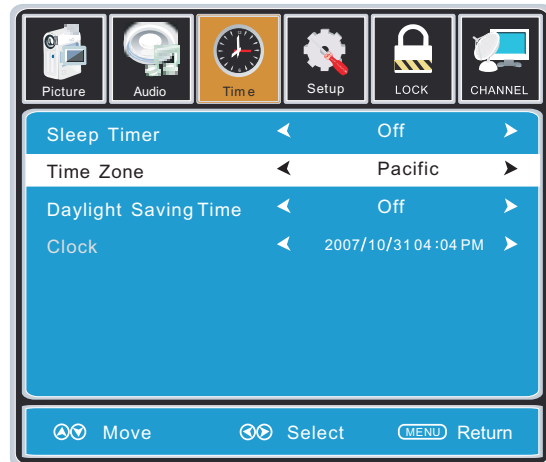 Picture Audio Time Setup LOCK CHANNEL
Sleep Timer Off
Time Zone Pacific
Daylight Saving Time Off
Clock 2007/10/31 04:04 PM
Move Select MENU Return